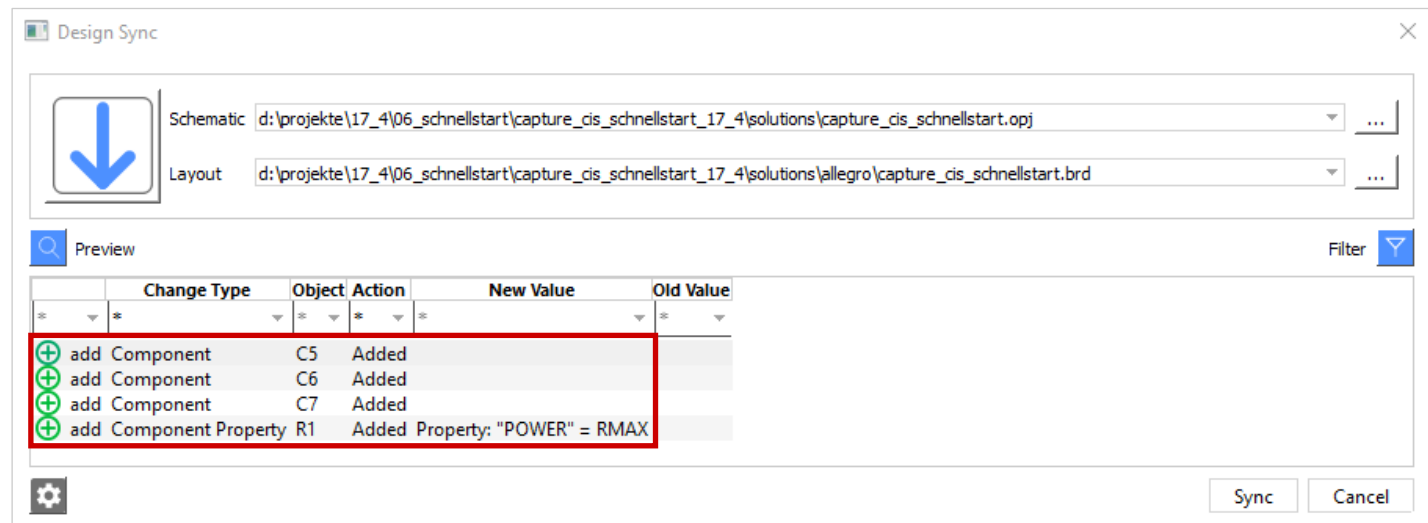 Design Sync
Schematic d:\projekte\17_4\06_schnellstart\capture_cis_schnellstart_17_4\solutions\capture_cis_schnellstart.opj ...
Layout d:\projekte\17_4\06_schnellstart\capture_cis_schnellstart_17_4\solutions\allegro\capture_cis_schnellstart.brd ...
Preview Filter
Change Type Object Action New Value Old Value
* * * * * *
add Component C5 Added
add Component C6 Added
add Component C7 Added
add Component Property R1 Added Property: "POWER" = RMAX
Sync Cancel